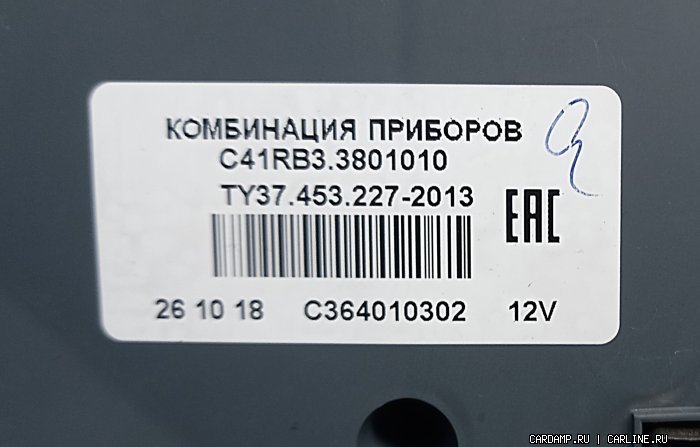 КОМБИНАЦИЯ ПРИБОРОВ
C41RB3.3801010
ТУ37.453.227-2013
EAC
26 10 18 C364010302 12V
CARDAMP.RU | CARLINE.RU